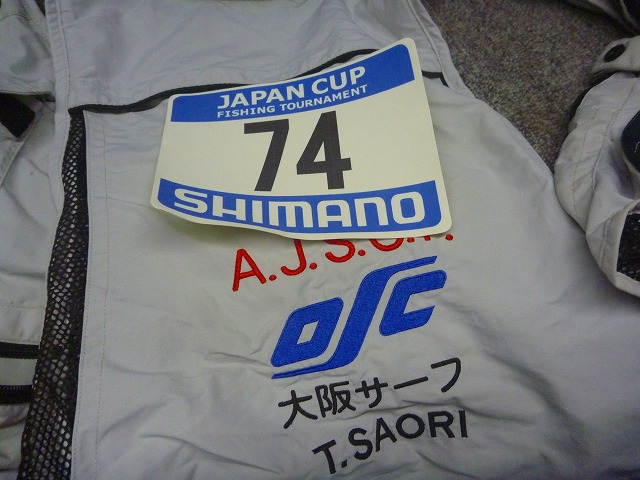 JAPAN CUP
FISHING TOURNAMENT
74
SHIMANO
A.J.S.
OSC
大阪サーフ
T.SAORI